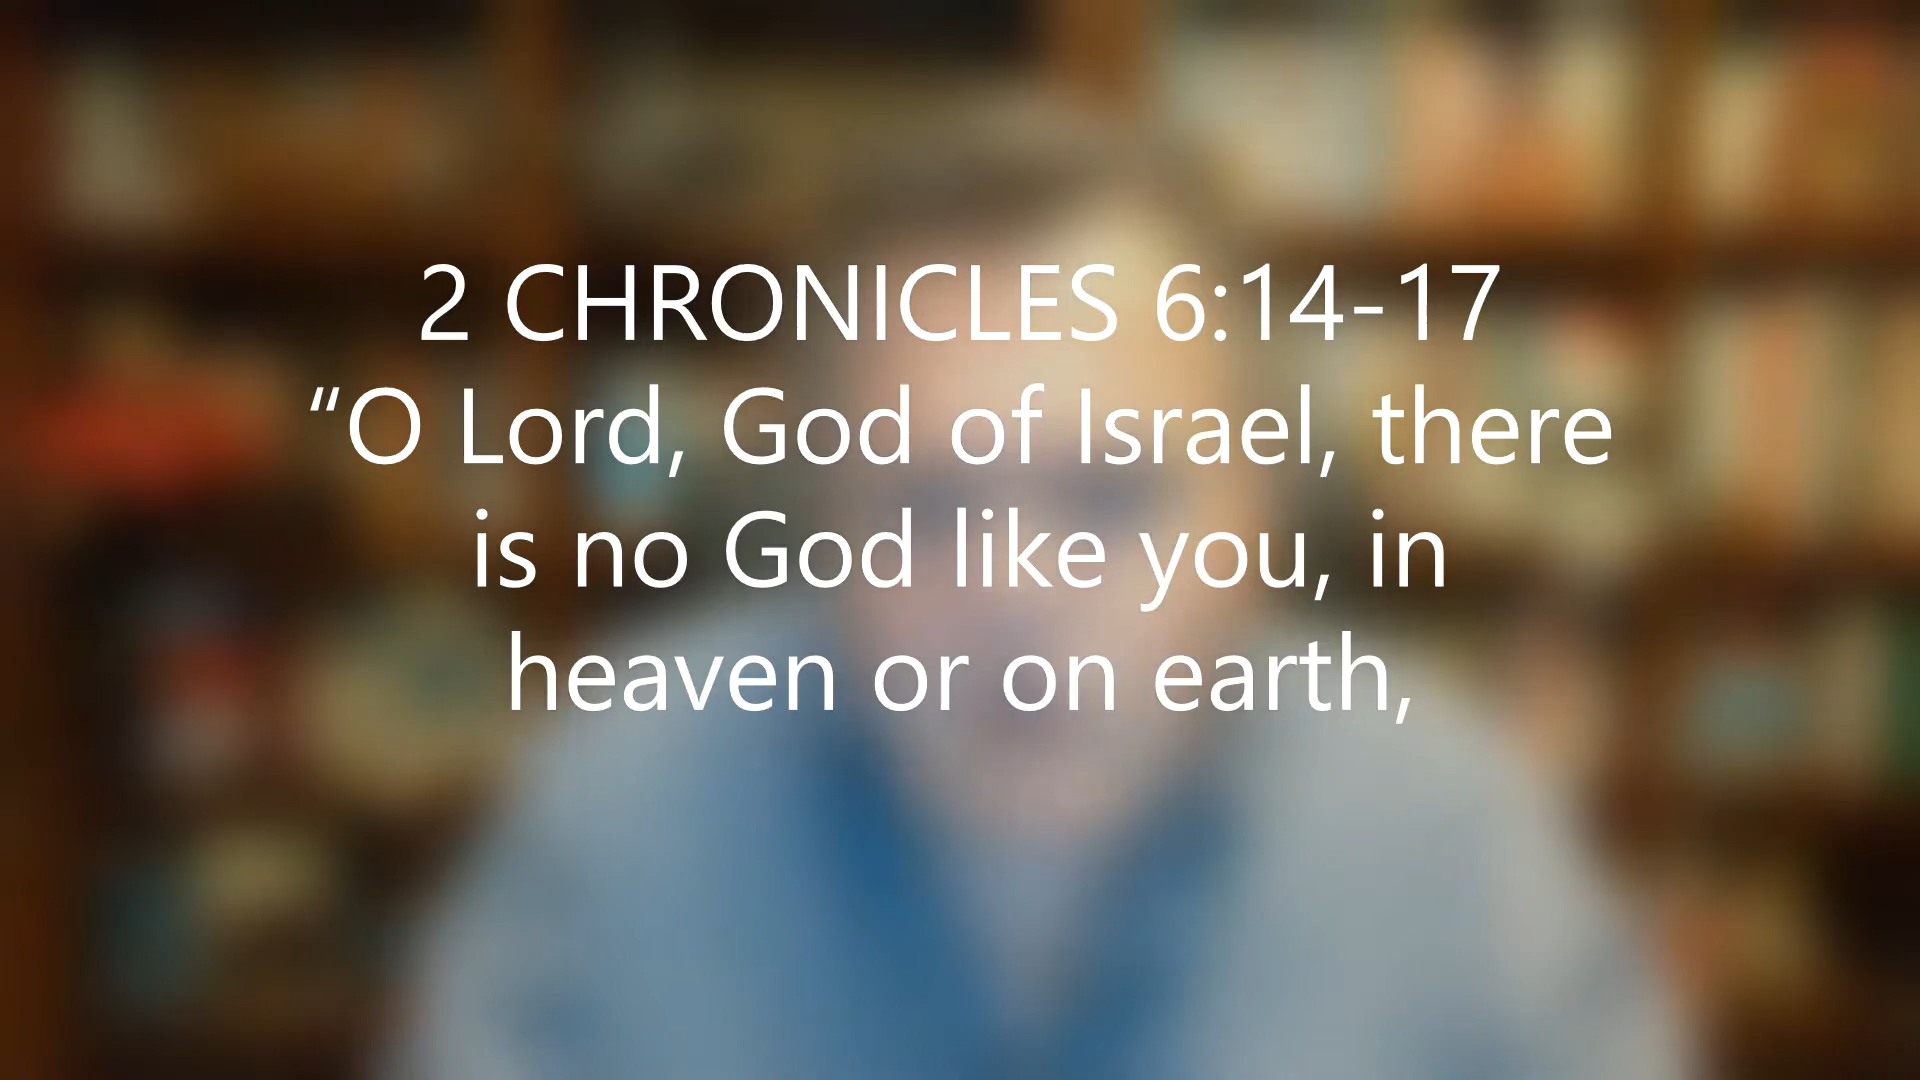 2 CHRONICLES 6:14-17
“O Lord, God of Israel, there
is no God like you, in
heaven or on earth,